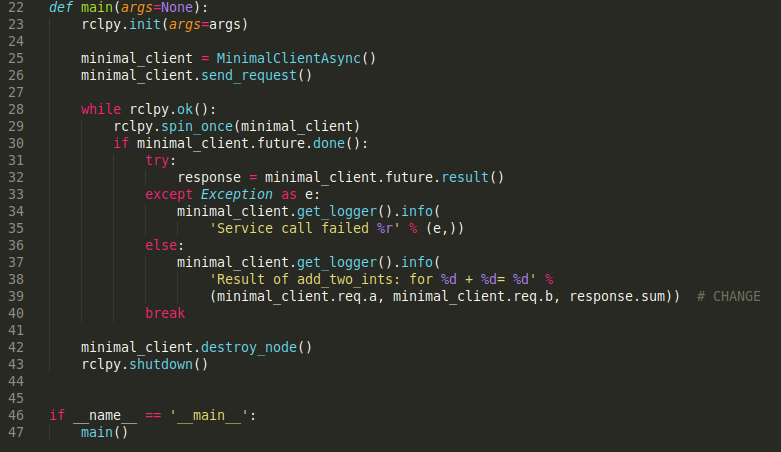 22 def main(args=None):
23     rclpy.init(args=args)
24
25     minimal_client = MinimalClientAsync()
26     minimal_client.send_request()
27
28     while rclpy.ok():
29         rclpy.spin_once(minimal_client)
30         if minimal_client.future.done():
31             try:
32                 response = minimal_client.future.result()
33             except Exception as e:
34                 minimal_client.get_logger().info(
35                     'Service call failed %r' % (e,))
36             else:
37                 minimal_client.get_logger().info(
38                     'Result of add_two_ints: for %d + %d= %d' %
39                     (minimal_client.req.a, minimal_client.req.b, response.sum))  # CHANGE
40             break
41
42     minimal_client.destroy_node()
43     rclpy.shutdown()
44
45
46 if __name__ == '__main__':
47     main()